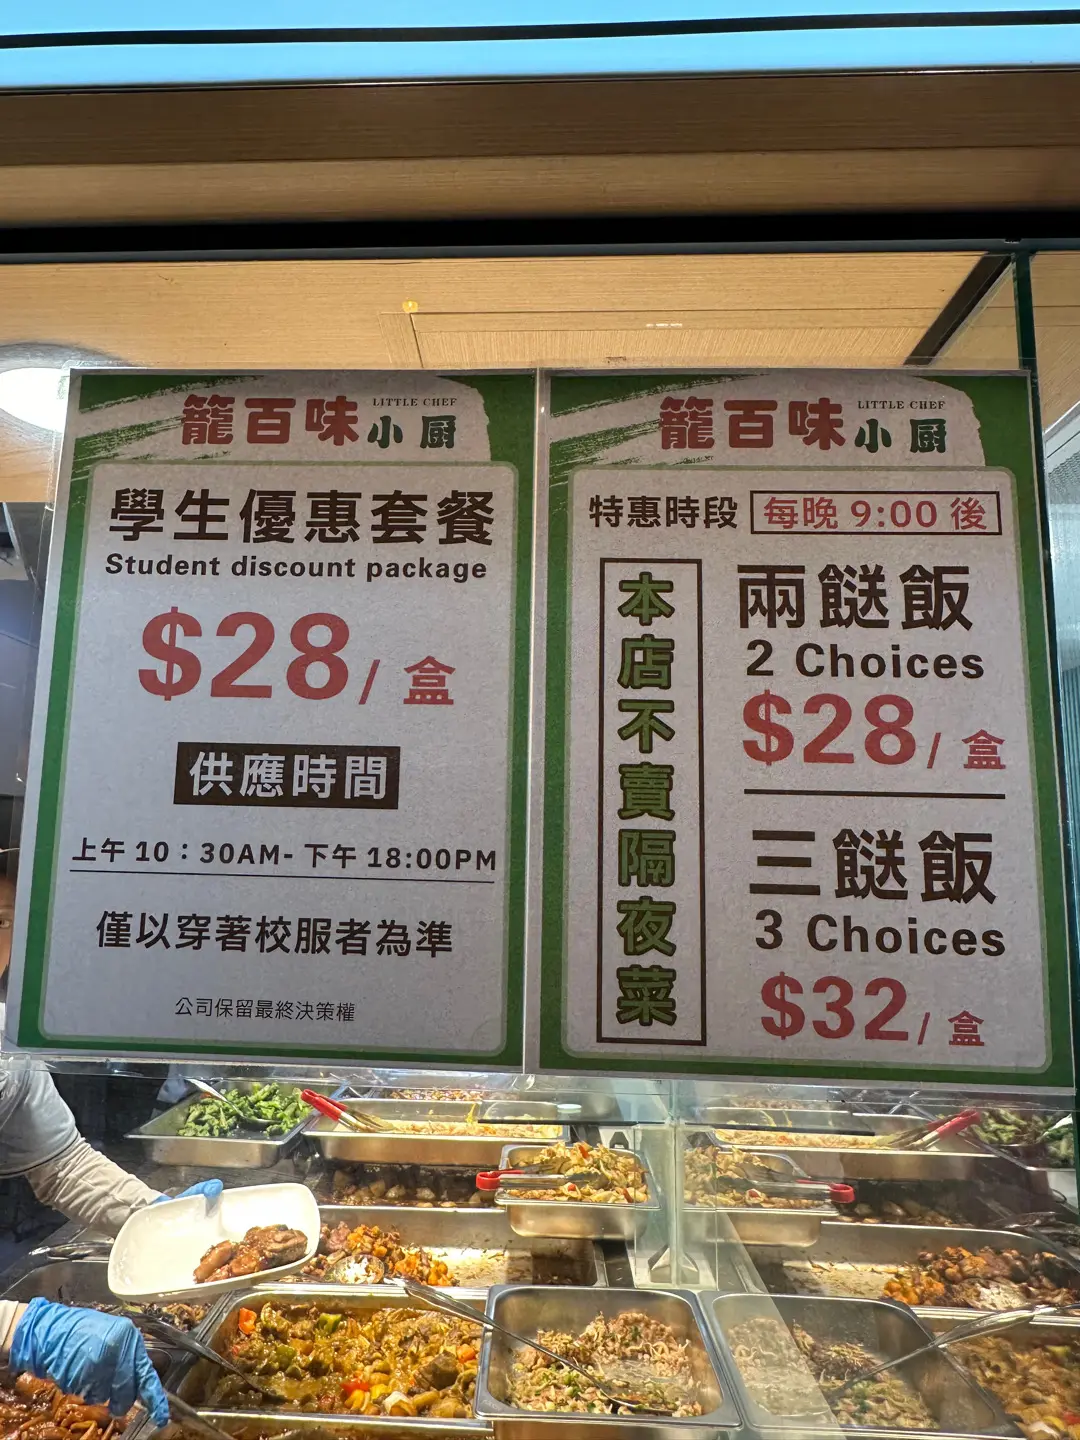 籠百味小厨
LITTLE CHEF
學生優惠套餐
Student discount package
$28/盒
供應時間
上午10：30AM-下午18:00PM
僅以穿著校服者為準
公司保留最終決策權
籠百味小厨
LITTLE CHEF
特惠時段 每晚 9:00 後
本店不賣隔夜菜
兩餸飯
2 Choices
$28/盒
三餸飯
3 Choices
$32/盒